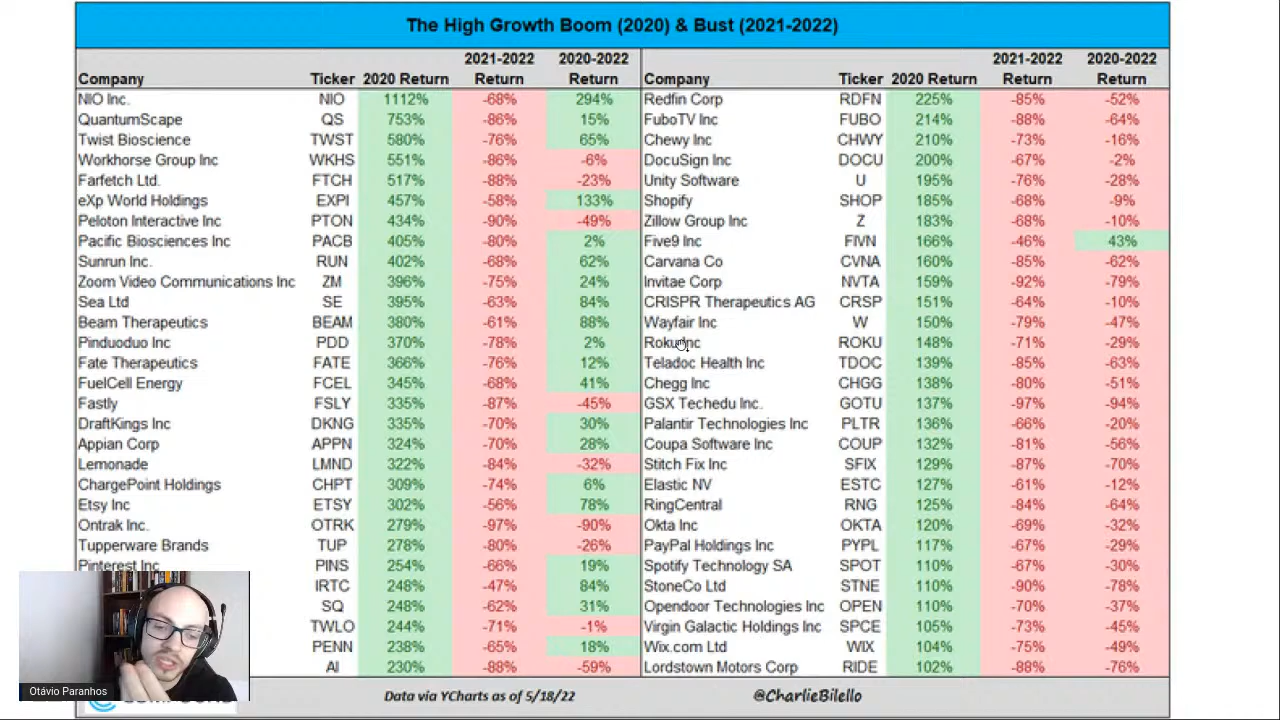 The High Growth Boom (2020) & Bust (2021-2022)
Company Ticker 2020 Return 2021-2022 Return 2020-2022 Return Company Ticker 2020 Return 2021-2022 Return 2020-2022 Return
NIO Inc. NIO 1112% -68% 294% Redfin Corp RDFN 225% -85% -52%
QuantumScape QS 753% -86% 15% FuboTV Inc FUBO 214% -88% -64%
Twist Bioscience TWST 580% -76% 65% Chewy Inc CHWY 210% -73% -16%
Workhorse Group Inc WKHS 551% -86% -6% DocuSign Inc DOCU 200% -67% -2%
Farfetch Ltd. FTCH 517% -88% -23% Unity Software U 195% -76% -28%
eXp World Holdings EXPI 457% -58% 133% Shopify SHOP 185% -68% -9%
Peloton Interactive Inc PTON 434% -90% -49% Zillow Group Inc Z 183% -68% -10%
Pacific Biosciences Inc PACB 405% -80% 2% Five9 Inc FIVN 166% -46% 43%
Sunrun Inc. RUN 402% -68% 62% Carvana Co CVNA 160% -85% -62%
Zoom Video Communications Inc ZM 396% -75% 24% Invitae Corp NVTA 159% -92% -79%
Sea Ltd SE 395% -63% 84% CRISPR Therapeutics AG CRSP 151% -64% -10%
Beam Therapeutics BEAM 380% -61% 88% Wayfair Inc W 150% -79% -47%
Pinduoduo Inc PDD 370% -78% 2% Roku Inc ROKU 148% -71% -29%
Fate Therapeutics FATE 366% -76% 12% Teladoc Health Inc TDOC 139% -85% -63%
FuelCell Energy FCEL 345% -68% 41% Chegg Inc CHGG 138% -80% -51%
Fastly FSLY 335% -87% -45% GSX Techedu Inc. GOTU 137% -97% -94%
DraftKings Inc DKNG 335% -70% 30% Palantir Technologies Inc PLTR 136% -66% -20%
Appian Corp APPN 324% -70% 28% Coupa Software Inc COUP 132% -81% -56%
Lemonade LMND 322% -84% -32% Stitch Fix Inc SFIX 129% -87% -70%
ChargePoint Holdings CHPT 309% -74% 6% Elastic NV ESTC 127% -61% -12%
Etsy Inc ETSY 302% -56% 78% RingCentral RNG 125% -84% -64%
Ontrak Inc. OTRK 279% -97% -90% Okta Inc OKTA 120% -69% -32%
Tupperware Brands TUP 278% -80% -26% PayPal Holdings Inc PYPL 117% -67% -29%
Pinterest Inc PINS 254% -66% 19% Spotify Technology SA SPOT 110% -67% -30%
IRTC 248% -47% 84% StoneCo Ltd STNE 110% -90% -78%
SQ 248% -62% 31% Opendoor Technologies Inc OPEN 110% -70% -37%
TWLO 244% -71% -1% Virgin Galactic Holdings Inc SPCE 105% -73% -45%
PENN 238% -65% 18% Wix.com Ltd WIX 104% -75% -49%
AI 230% -88% -59% Lordstown Motors Corp RIDE 102% -88% -76%
Otávio Paranhos
Data via YCharts as of 5/18/22 @CharlieBilello